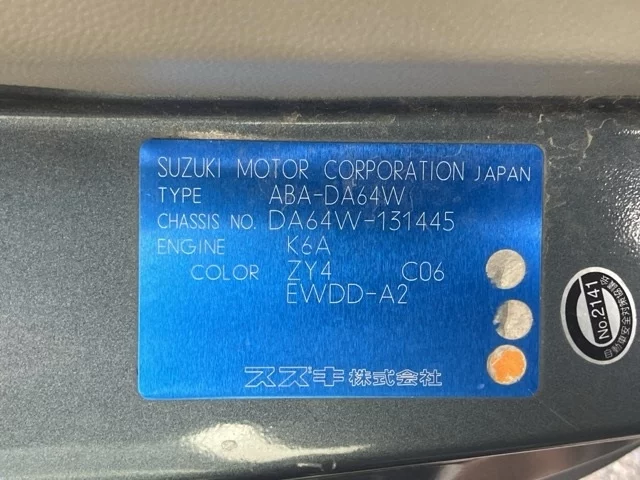 SUZUKI MOTOR CORPORATION JAPAN
TYPE ABA-DA64W
CHASSIS NO. DA64W-131445
ENGINE K6A
COLOR ZY4 C06
EWDD-A2
スズキ株式会社
No.2141